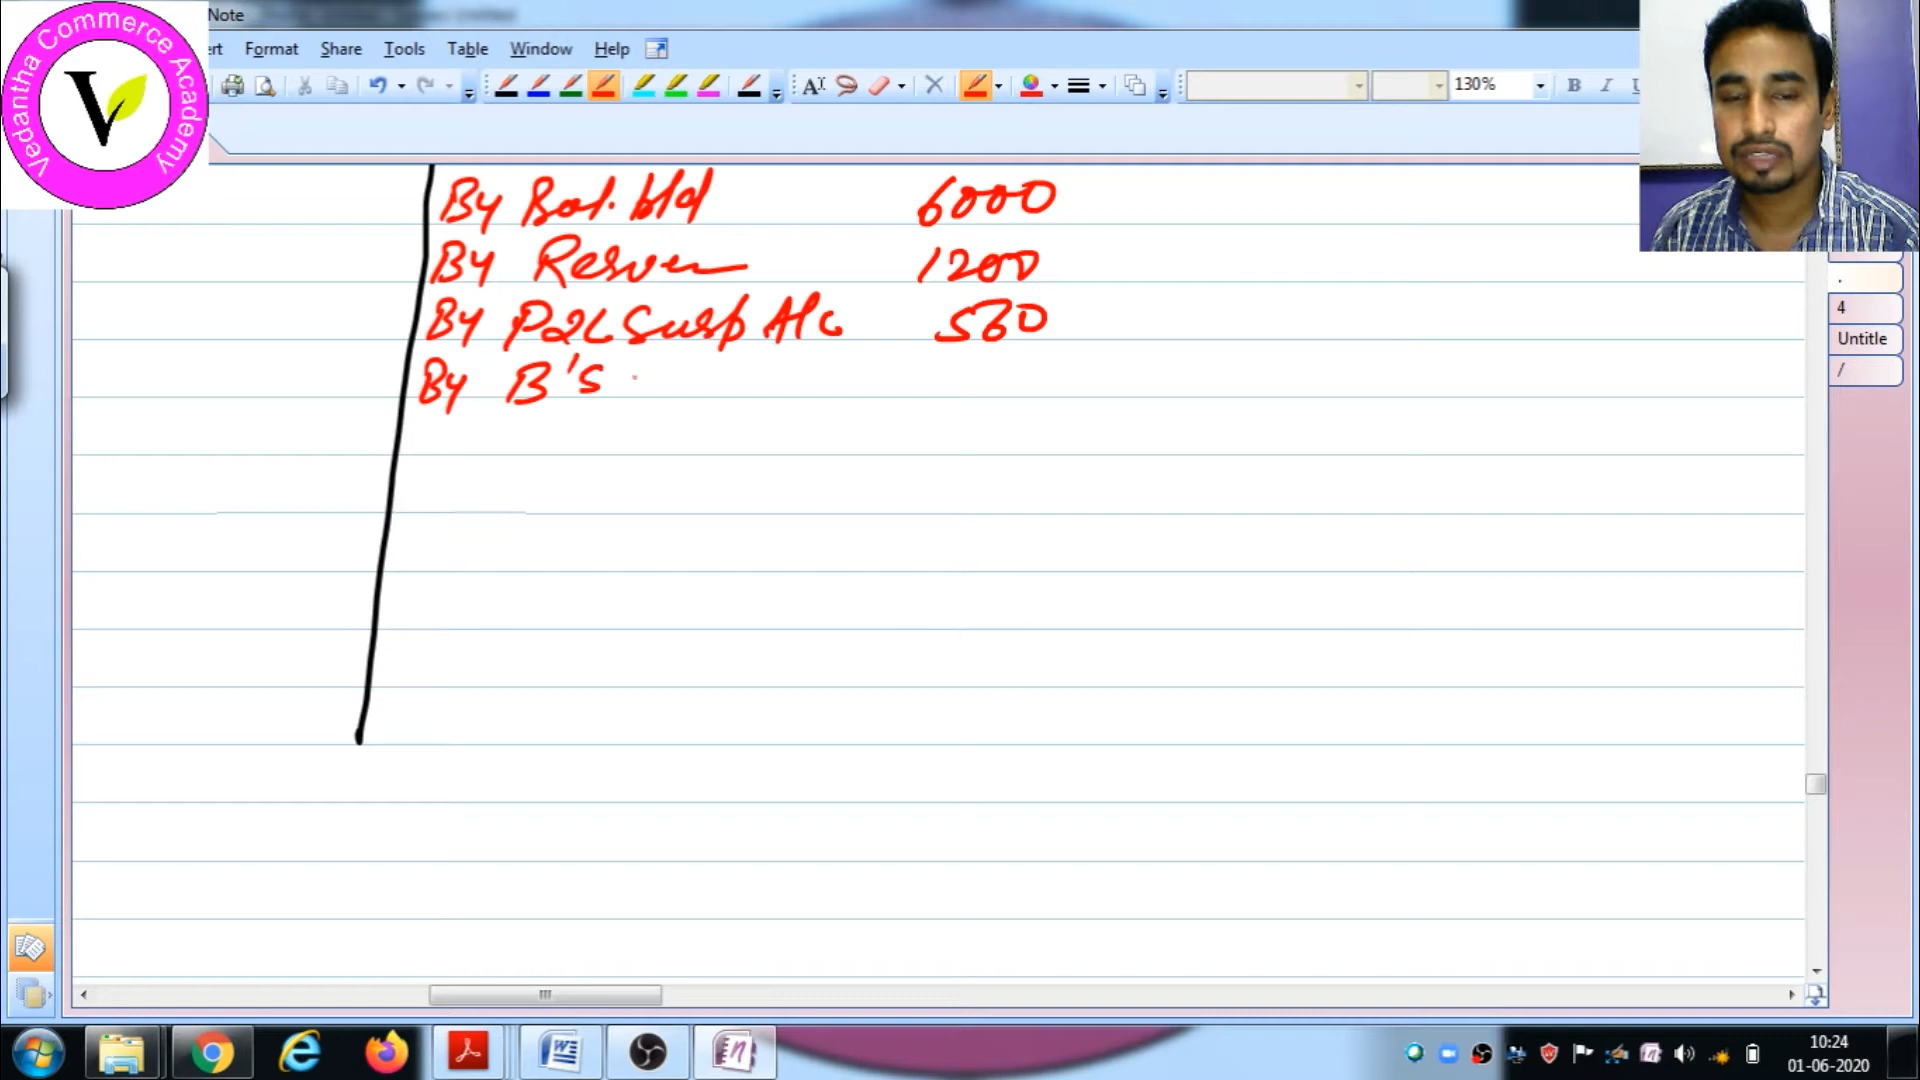 Note
Vedantha Commerce Academy
V
Format Share Tools Table Window Help
130%
B I U
By Bal. b/d 6000
By Reserve 1200
By P&L Susp A/c 560
By B's
4
Untitle
/
10:24
01-06-2020